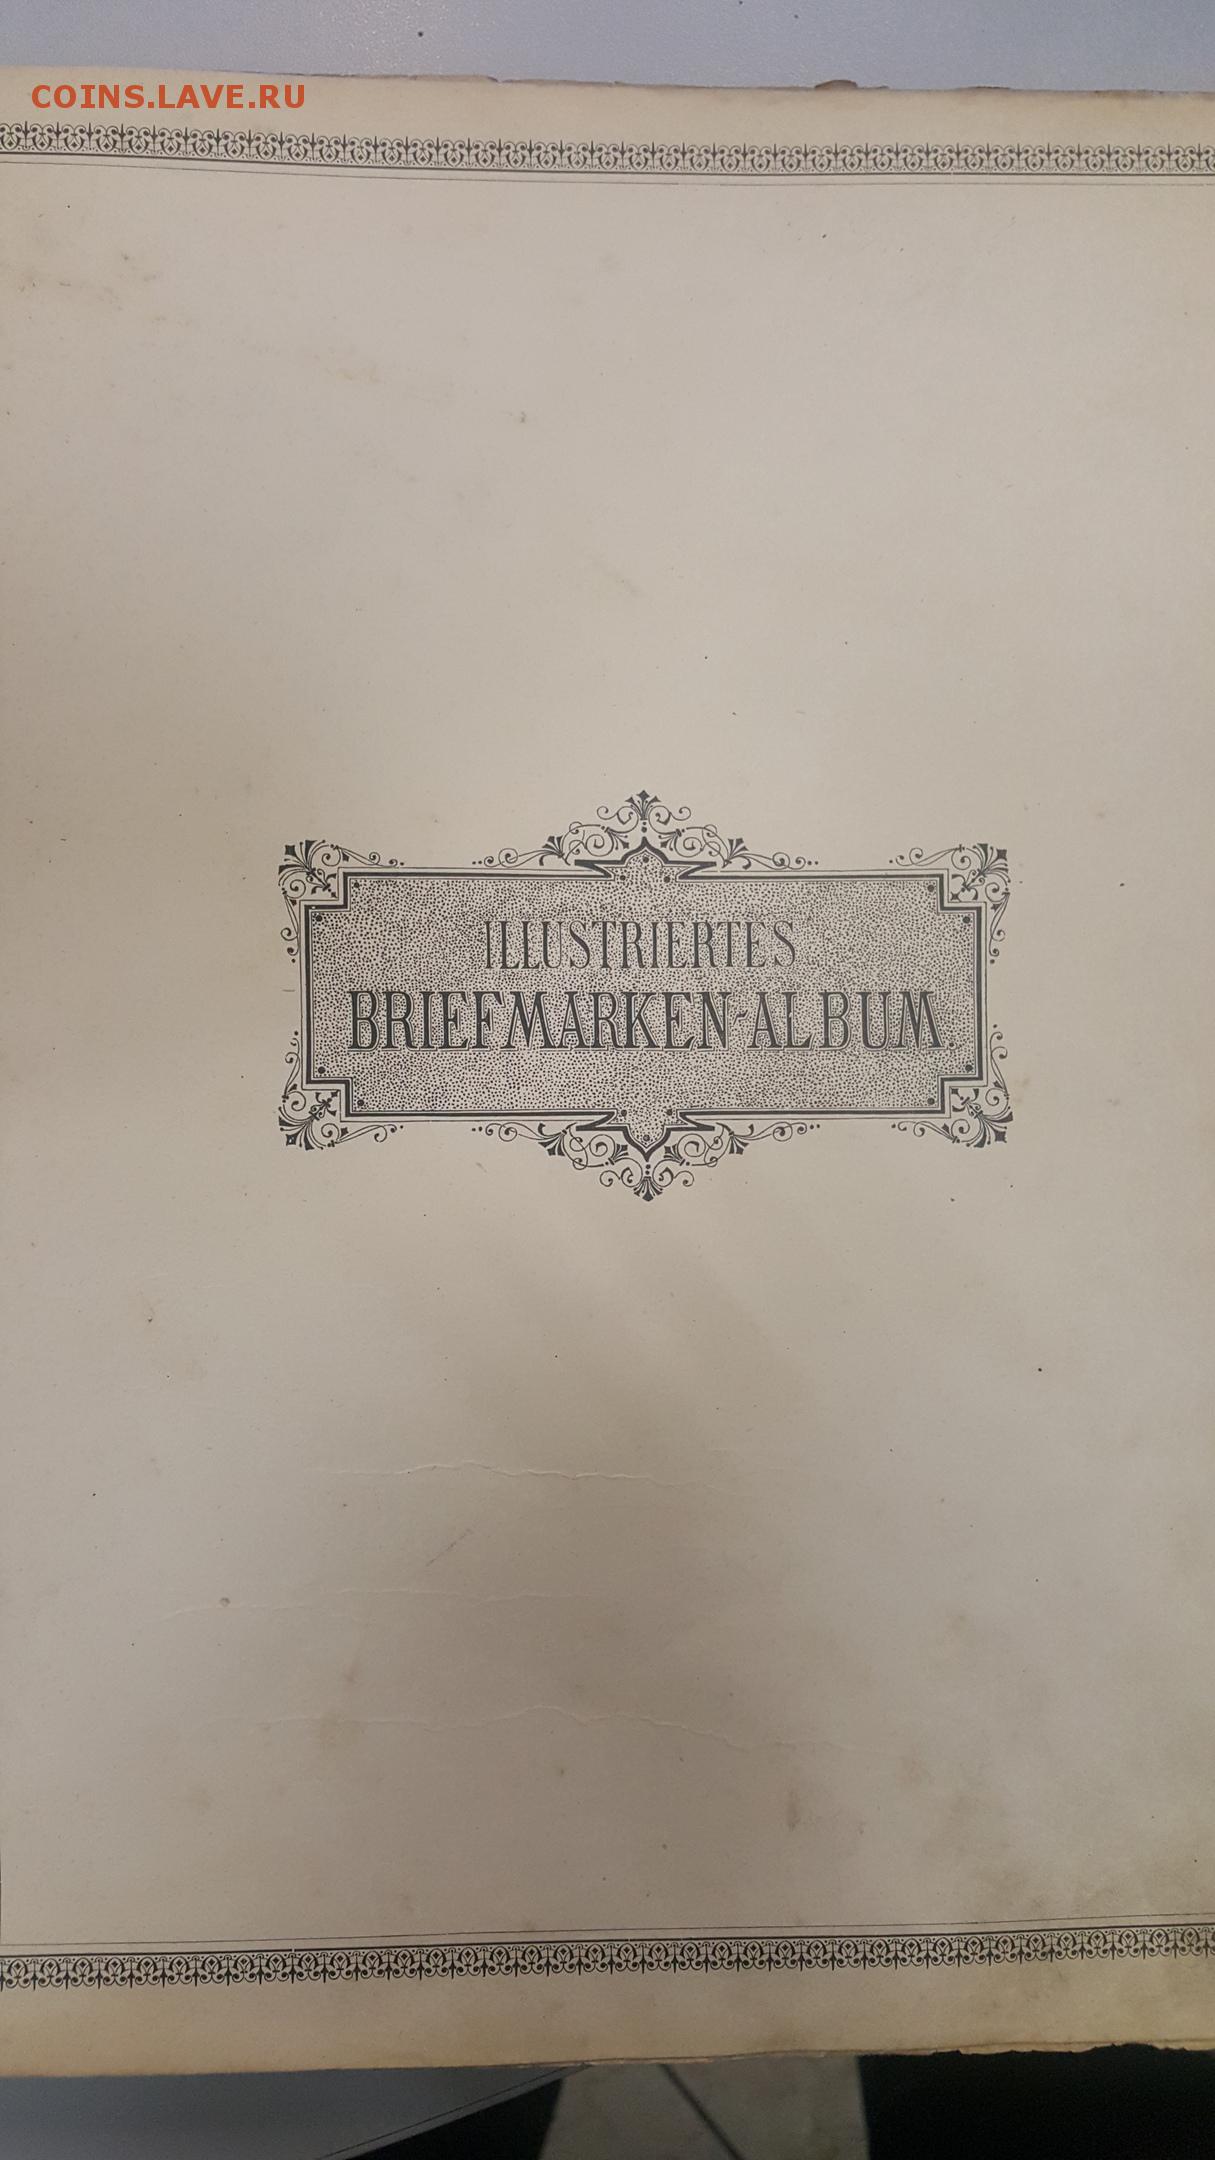 COINS.LAVE.RU
ILLUSTRIERTES
BRIEFMARKEN-ALBUM.